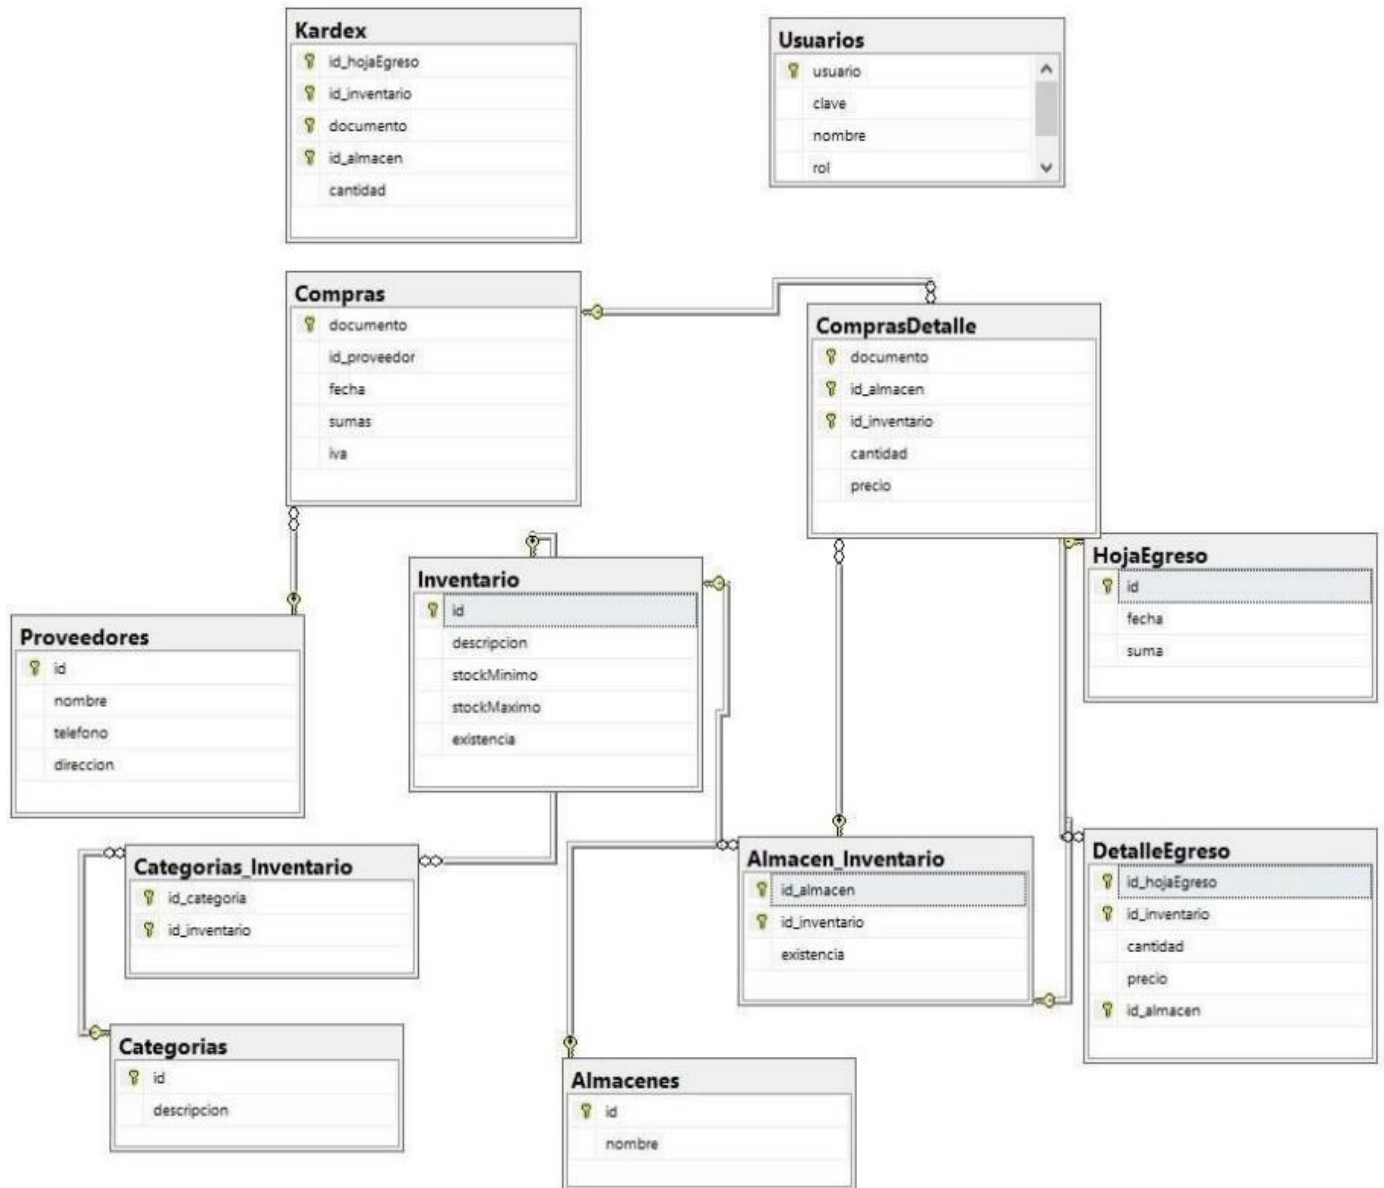 Kardex
id_hojaEgreso
id_inventario
documento
id_almacen
cantidad
Usuarios
usuario
clave
nombre
rol
Compras
documento
id_proveedor
fecha
sumas
iva
ComprasDetalle
documento
id_almacen
id_inventario
cantidad
precio
HojaEgreso
id
fecha
suma
Inventario
id
descripcion
stockMinimo
stockMaximo
existencia
Proveedores
id
nombre
telefono
direccion
Categorias_Inventario
id_categoria
id_inventario
Almacen_Inventario
id_almacen
id_inventario
existencia
DetalleEgreso
id_hojaEgreso
id_inventario
cantidad
precio
id_almacen
Categorias
id
descripcion
Almacenes
id
nombre